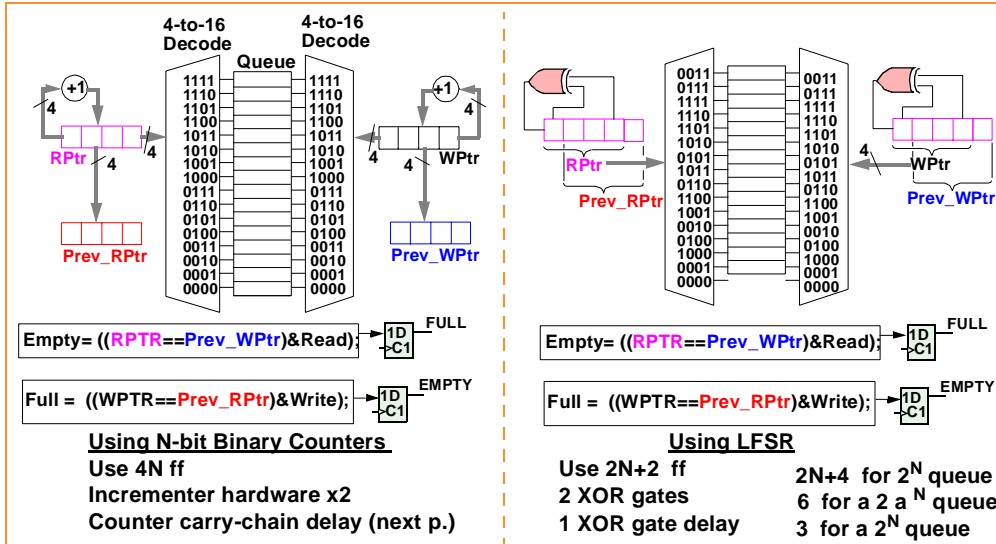 4-to-16
Decode
4-to-16
Decode
Queue
+1
4
RPtr
4
4
Prev_RPtr
1111
1110
1101
1100
1011
1010
1001
1000
0111
0110
0101
0100
0011
0010
0001
0000
1111
1110
1101
1100
1011
1010
1001
1000
0111
0110
0101
0100
0011
0010
0001
0000
+1
4
4
WPtr
4
Prev_WPtr
Empty= ((RPTR==Prev_WPtr)&Read);
1D
C1
FULL
Full = ((WPTR==Prev_RPtr)&Write);
1D
C1
EMPTY
Using N-bit Binary Counters
Use 4N ff
Incrementer hardware x2
Counter carry-chain delay (next p.)
RPtr
Prev_RPtr
0011
0111
1111
1110
1101
1010
0101
1011
0110
1100
1001
0010
0100
1000
0001
0000
0011
0111
1111
1110
1101
1010
0101
1011
0110
1100
1001
0010
0100
1000
0001
0000
4
WPtr
Prev_WPtr
Empty= ((RPTR==Prev_WPtr)&Read);
1D
C1
FULL
Full = ((WPTR==Prev_RPtr)&Write);
1D
C1
EMPTY
Using LFSR
Use 2N+2 ff
2 XOR gates
1 XOR gate delay
2N+4 for 2^N queue
6 for a 2 a ^N queue
3 for a 2^N queue